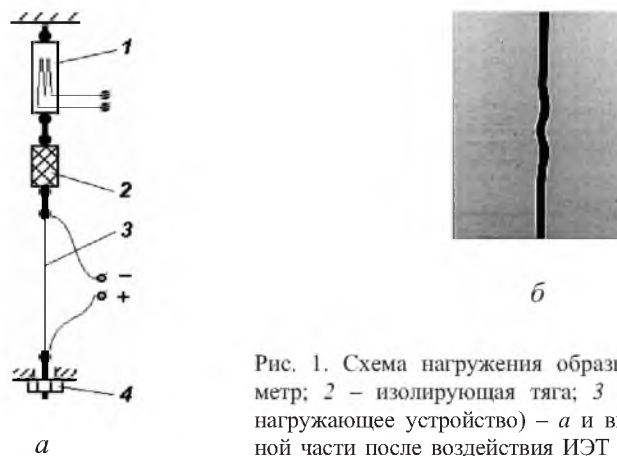 1
2
3
–
+
4
а
б
Рис. 1. Схема нагружения образ
метр; 2 – изолирующая тяга; 3
нагружающее устройство) – а и в
ной части после воздействия ИЭТ